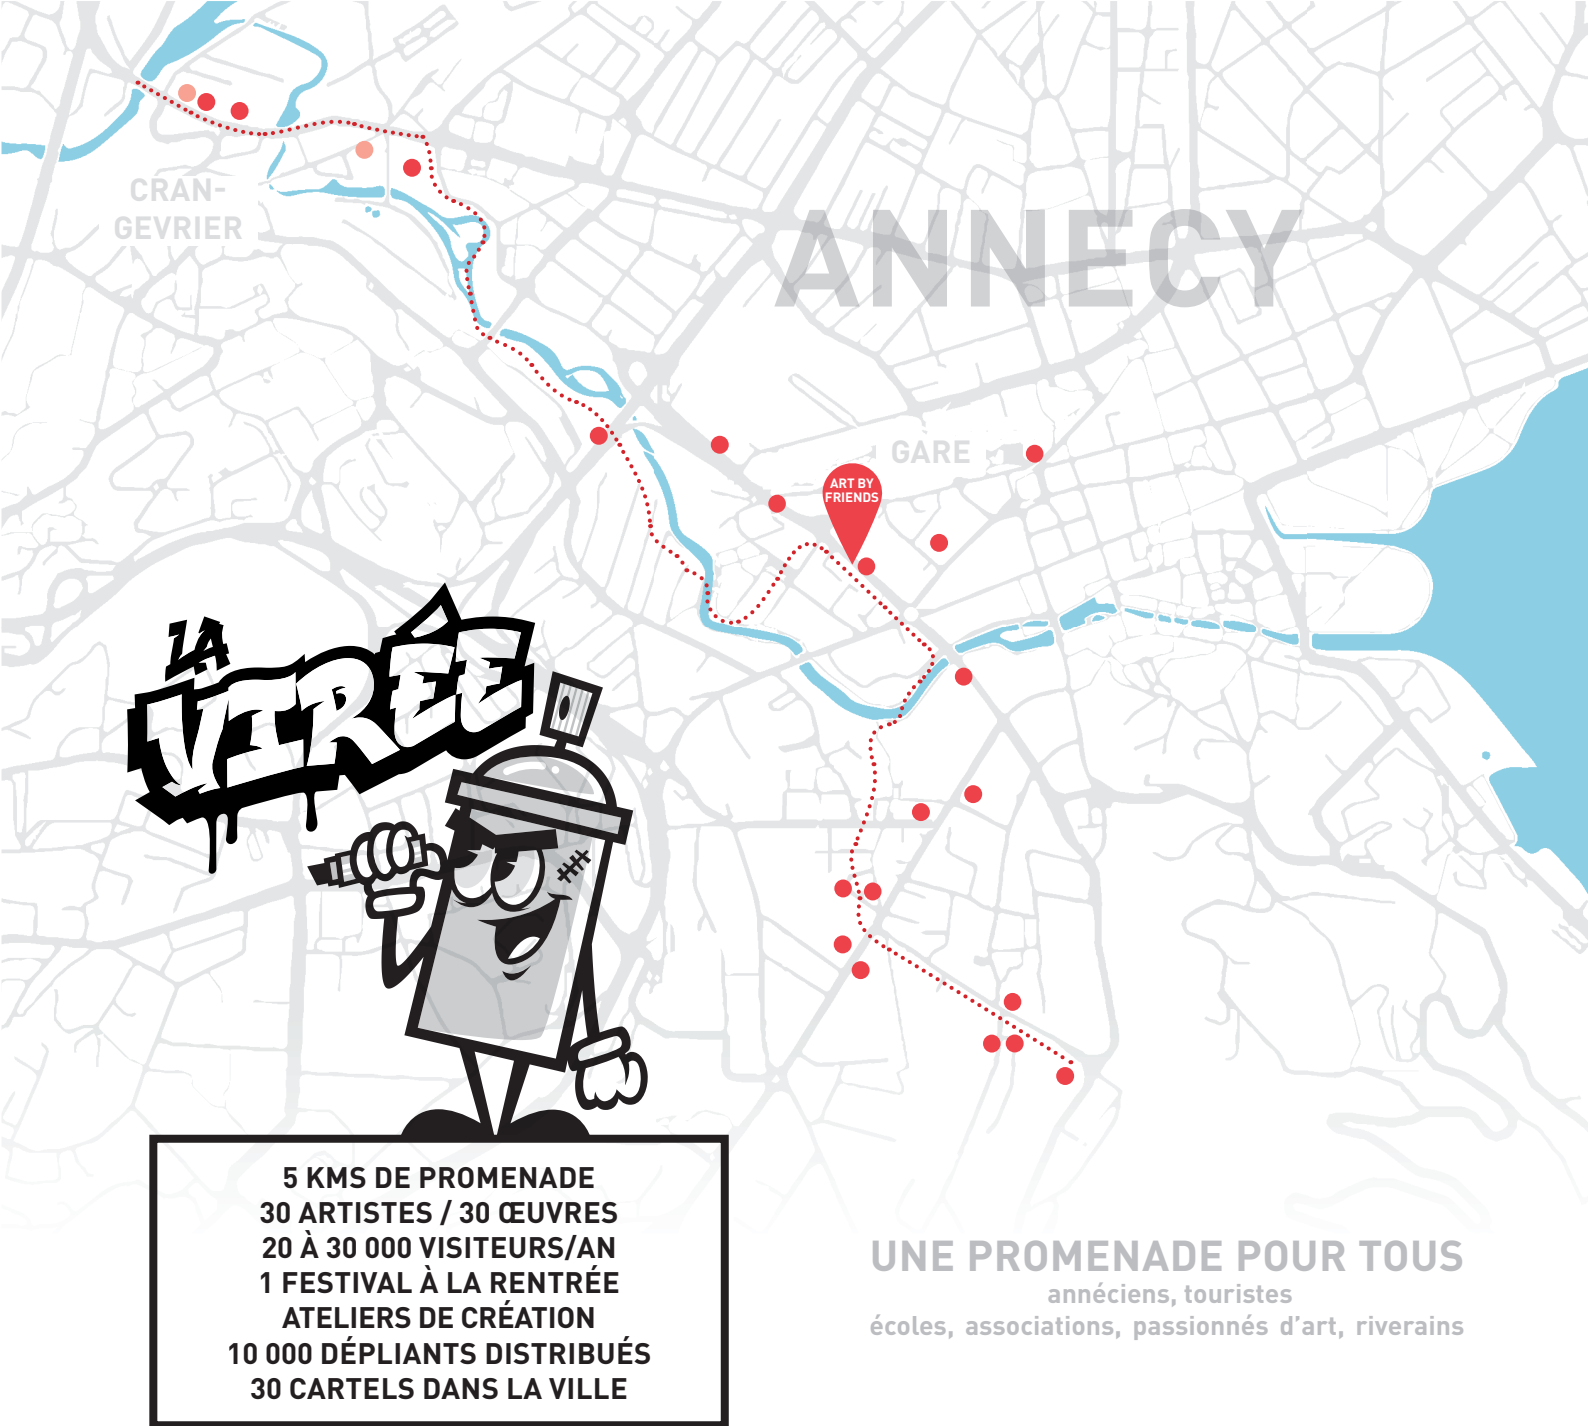 CRAN-
GEVRIER
ANNECY
GARE
ART BY
FRIENDS
LA
VIRÉE
5 KMS DE PROMENADE
30 ARTISTES / 30 ŒUVRES
20 À 30 000 VISITEURS/AN
1 FESTIVAL À LA RENTRÉE
ATELIERS DE CRÉATION
10 000 DÉPLIANTS DISTRIBUÉS
30 CARTELS DANS LA VILLE
UNE PROMENADE POUR TOUS
annéciens, touristes
écoles, associations, passionnés d’art, riverains